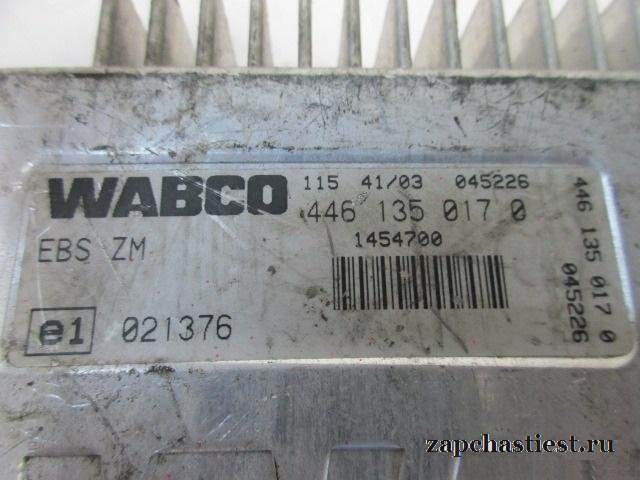 WABCO
115 41/03 045226
446 135 017 0
1454700
EBS ZM
e1 021376
446 135 017 0
045226
zapchastiest.ru